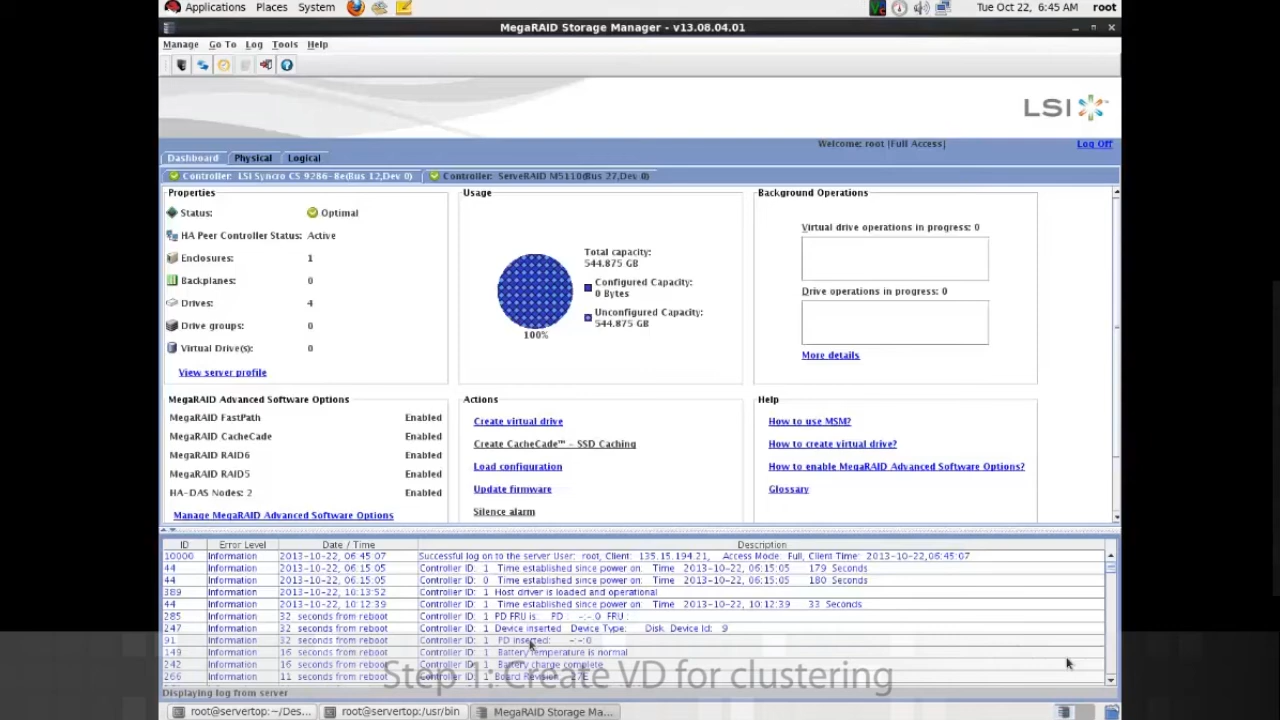 Applications Places System Tue Oct 22, 6:45 AM root
MegaRAID Storage Manager - v13.08.04.01
Manage Go To Log Tools Help
LSI
Welcome: root [Full Access] Log Off
Dashboard Physical Logical
Controller: LSI Syncro CS 9286-8e(Bus 12,Dev 0) Controller: ServeRAID M5110(Bus 27,Dev 0)
Properties
Status: Optimal
HA Peer Controller Status: Active
Enclosures: 1
Backplanes: 0
Drives: 4
Drive groups: 0
Virtual Drive(s): 0
View server profile
Usage
Total capacity:
544.875 GB
Configured Capacity:
0 Bytes
Unconfigured Capacity:
544.875 GB
100%
Background Operations
Virtual drive operations in progress: 0
Drive operations in progress: 0
More details
MegaRAID Advanced Software Options
MegaRAID FastPath Enabled
MegaRAID CacheCade Enabled
MegaRAID RAID6 Enabled
MegaRAID RAID5 Enabled
HA-DAS Nodes: 2 Enabled
Manage MegaRAID Advanced Software Options
Actions
Create virtual drive
Create CacheCade™ - SSD Caching
Load configuration
Update firmware
Silence alarm
Help
How to use MSM?
How to create virtual drive?
How to enable MegaRAID Advanced Software Options?
Glossary
ID Error Level Date / Time Description
10000 Information 2013-10-22, 06:45:07 Successful log on to the server User: root, Client: 135.15.194.21, Access Mode: Full, Client Time: 2013-10-22,06:45:07
44 Information 2013-10-22, 06:15:05 Controller ID: 1 Time established since power on: Time 2013-10-22, 06:15:05 179 Seconds
44 Information 2013-10-22, 06:15:05 Controller ID: 0 Time established since power on: Time 2013-10-22, 06:15:05 180 Seconds
389 Information 2013-10-22, 10:13:52 Controller ID: 1 Host driver is loaded and operational
44 Information 2013-10-22, 10:12:39 Controller ID: 1 Time established since power on: Time 2013-10-22, 10:12:39 33 Seconds
285 Information 32 seconds from reboot Controller ID: 1 PD FRU is: PD -:-:0 FRU:
247 Information 32 seconds from reboot Controller ID: 1 Device inserted Device Type: Disk Device Id: 9
91 Information 32 seconds from reboot Controller ID: 1 PD inserted: -:-:0
149 Information 16 seconds from reboot Controller ID: 1 Battery temperature is normal
242 Information 16 seconds from reboot Controller ID: 1 Battery charge complete
266 Information 11 seconds from reboot Controller ID: 1 Board Revision: 27E
Step 1: Create VD for clustering
Displaying log from server
root@servertop:~/Des... root@servertop:/usr/bin MegaRAID Storage Ma...